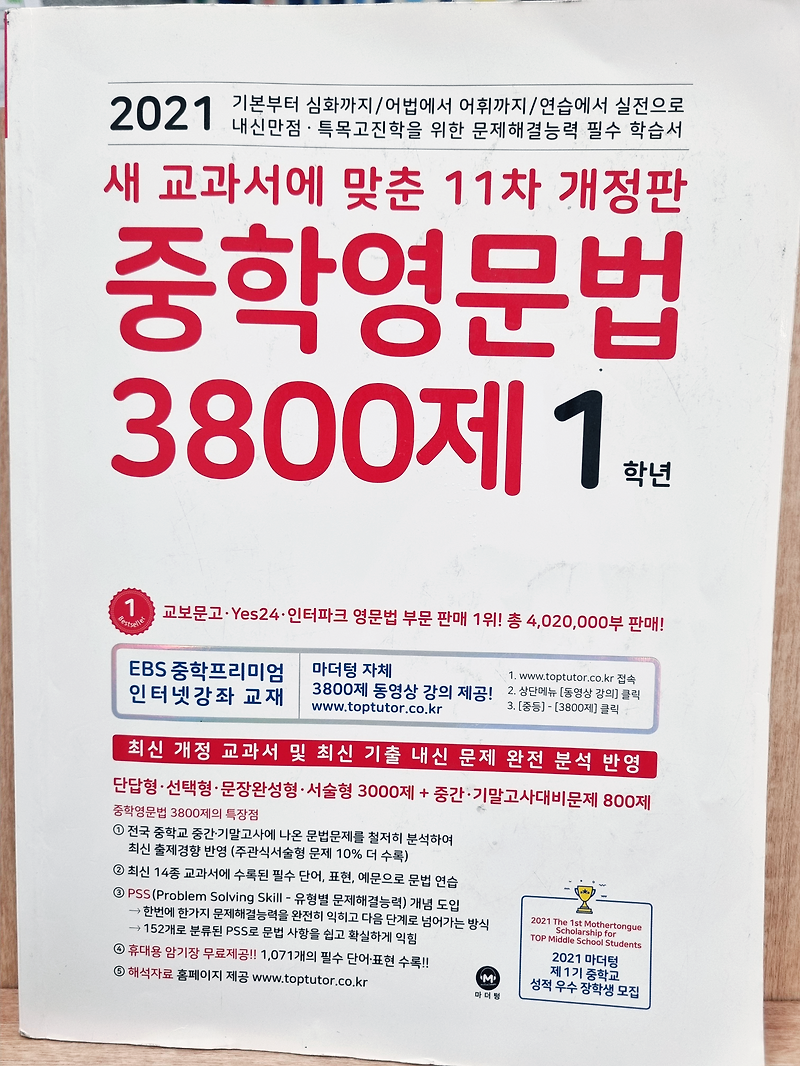 2021
기본부터 심화까지/어법에서 어휘까지/연습에서 실전으로
내신만점·특목고진학을 위한 문제해결능력 필수 학습서
새 교과서에 맞춘 11차 개정판
중학영문법
3800제 1 학년
1 Bestseller
교보문고·Yes24·인터파크 영문법 부문 판매 1위! 총 4,020,000부 판매!
EBS 중학프리미엄
인터넷강좌 교재
마더텅 자체
3800제 동영상 강의 제공!
www.toptutor.co.kr
1. www.toptutor.co.kr 접속
2. 상단메뉴 [동영상 강의] 클릭
3. [중등] - [3800제] 클릭
최신 개정 교과서 및 최신 기출 내신 문제 완전 분석 반영
단답형·선택형·문장완성형·서술형 3000제 + 중간·기말고사대비문제 800제
중학영문법 3800제의 특장점
① 전국 중학교 중간·기말고사에 나온 문법문제를 철저히 분석하여
최신 출제경향 반영 (주관식서술형 문제 10% 더 수록)
② 최신 14종 교과서에 수록된 필수 단어, 표현, 예문으로 문법 연습
③ PSS(Problem Solving Skill - 유형별 문제해결능력) 개념 도입
→ 한번에 한가지 문제해결능력을 완전히 익히고 다음 단계로 넘어가는 방식
→ 152개로 분류된 PSS로 문법 사항을 쉽고 확실하게 익힘
④ 휴대용 암기장 무료제공!! 1,071개의 필수 단어·표현 수록!!
⑤ 해석자료 홈페이지 제공 www.toptutor.co.kr
M
마더텅
2021 The 1st Mothertongue
Scholarship for
TOP Middle School Students
2021 마더텅
제 1기 중학교
성적 우수 장학생 모집